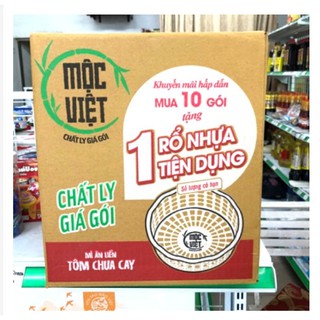 MỘC
VIỆT
CHẤT LY GIÁ GÓI
Khuyến mãi hấp dẫn
MUA 10 GÓI
tặng
1 RỔ NHỰA
TIỆN DỤNG
Số lượng có hạn
CHẤT LY
GIÁ GÓI
MỘC
VIỆT
MÌ ĂN LIỀN
TÔM CHUA CAY